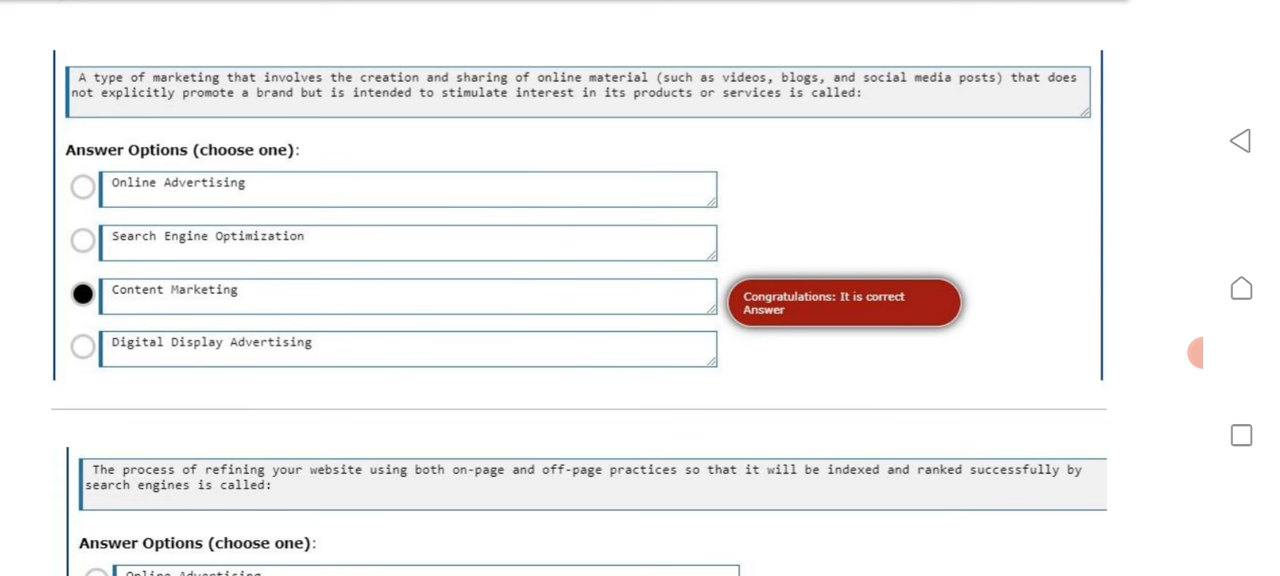 A type of marketing that involves the creation and sharing of online material (such as videos, blogs, and social media posts) that does
not explicitly promote a brand but is intended to stimulate interest in its products or services is called:
Answer Options (choose one):
Online Advertising
Search Engine Optimization
Content Marketing
Congratulations: It is correct
Answer
Digital Display Advertising
The process of refining your website using both on-page and off-page practices so that it will be indexed and ranked successfully by
search engines is called:
Answer Options (choose one):
Online Advertising